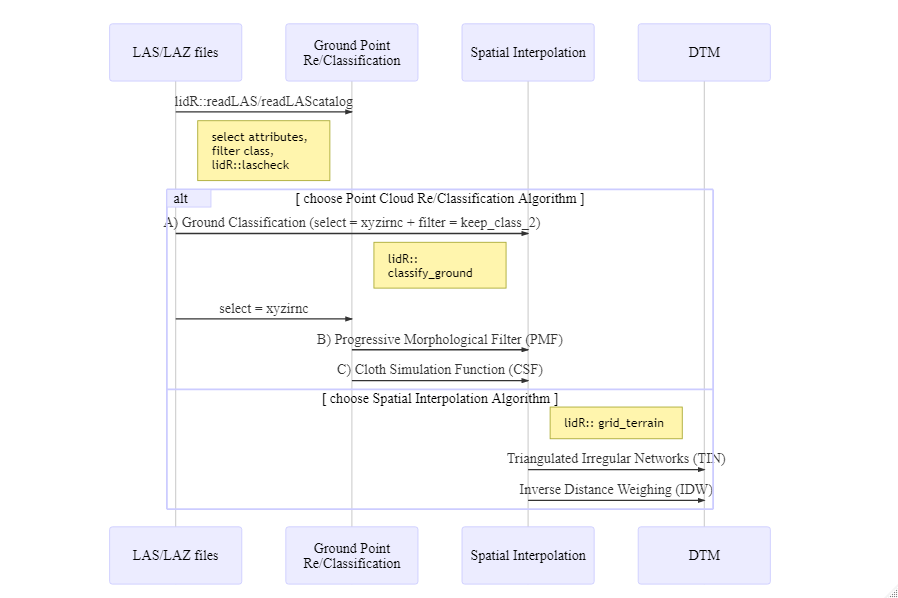 LAS/LAZ files
Ground Point
Re/Classification
Spatial Interpolation
DTM
lidR::readLAS/readLAScatalog
select attributes,
filter class,
lidR::lascheck
alt
[ choose Point Cloud Re/Classification Algorithm ]
A) Ground Classification (select = xyzirnc + filter = keep_class_2)
lidR::
classify_ground
select = xyzirnc
B) Progressive Morphological Filter (PMF)
C) Cloth Simulation Function (CSF)
[ choose Spatial Interpolation Algorithm ]
lidR:: grid_terrain
Triangulated Irregular Networks (TIN)
Inverse Distance Weighing (IDW)
LAS/LAZ files
Ground Point
Re/Classification
Spatial Interpolation
DTM